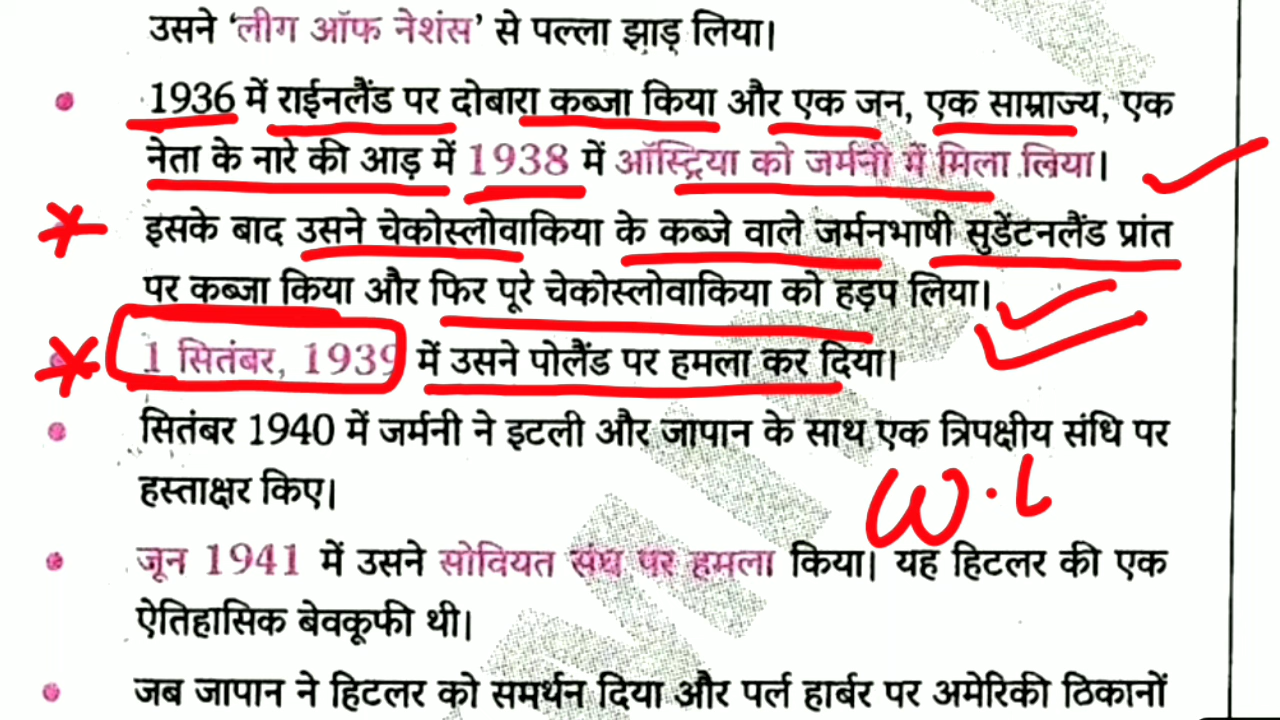 उसने ‘लीग ऑफ नेशंस’ से पल्ला झाड़ लिया।
1936 में राईनलैंड पर दोबारा कब्जा किया और एक जन, एक साम्राज्य, एक
नेता के नारे की आड़ में 1938 में ऑस्ट्रिया को जर्मनी में मिला लिया।
इसके बाद उसने चेकोस्लोवाकिया के कब्जे वाले जर्मनभाषी सुडेंटनलैंड प्रांत
पर कब्जा किया और फिर पूरे चेकोस्लोवाकिया को हड़प लिया।
1 सितंबर, 1939 में उसने पोलैंड पर हमला कर दिया।
सितंबर 1940 में जर्मनी ने इटली और जापान के साथ एक त्रिपक्षीय संधि पर
हस्ताक्षर किए।
W.
जून 1941 में उसने सोवियत संघ पर हमला किया। यह हिटलर की एक
ऐतिहासिक बेवकूफी थी।
जब जापान ने हिटलर को समर्थन दिया और पर्ल हार्बर पर अमेरिकी ठिकानों